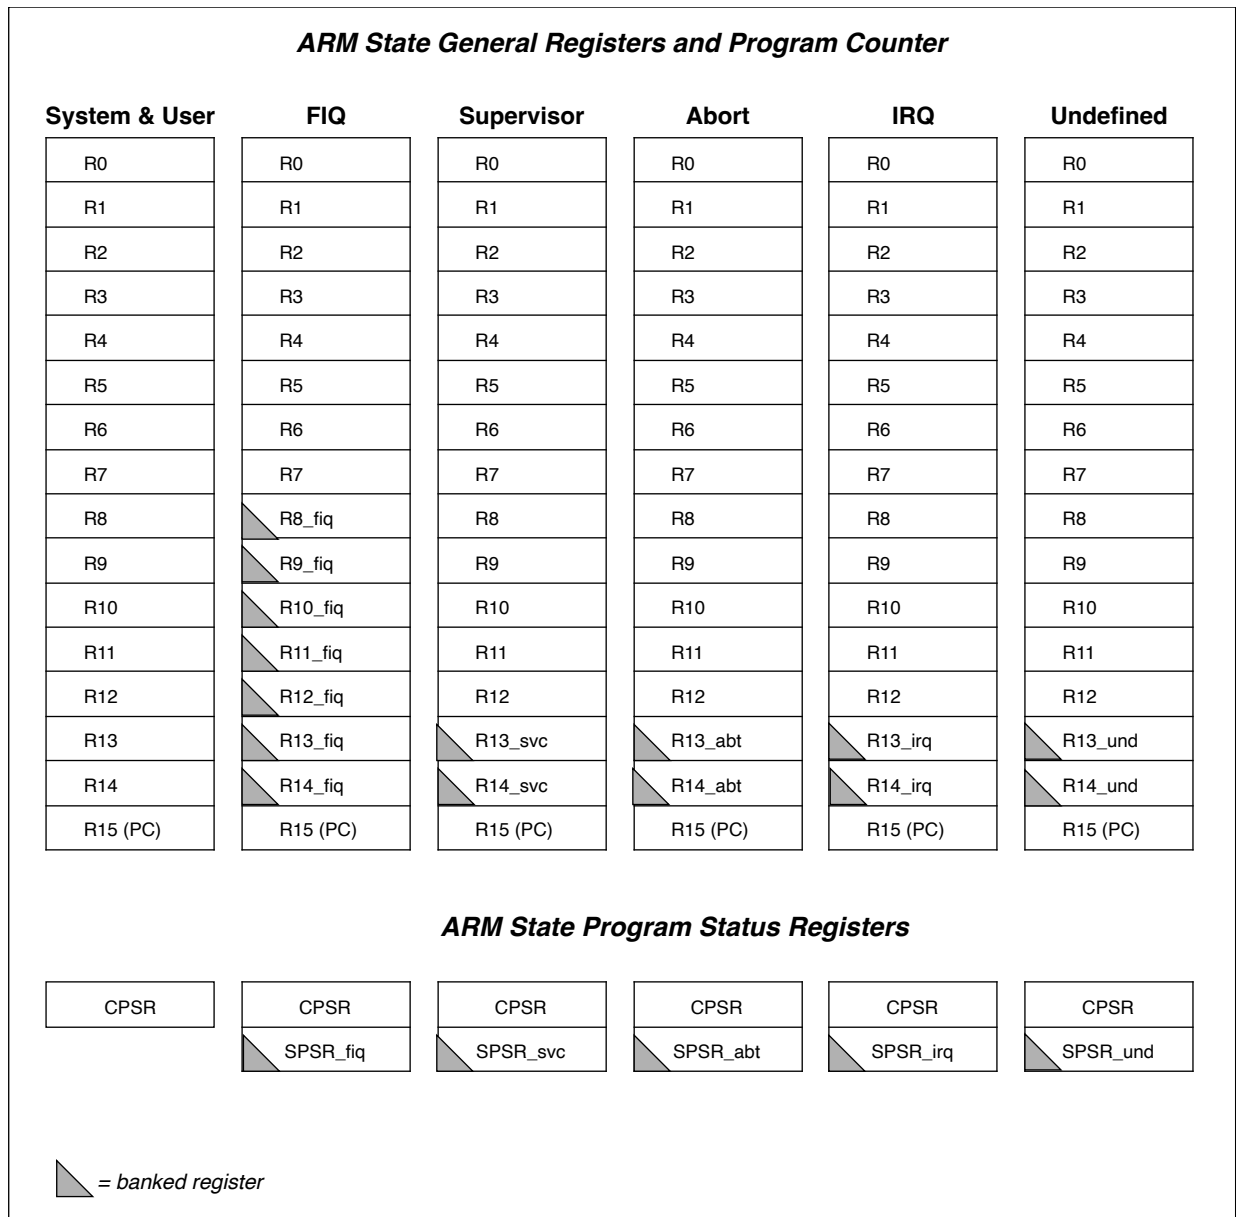 ARM State General Registers and Program Counter
System & User FIQ Supervisor Abort IRQ Undefined
R0 R0 R0 R0 R0 R0
R1 R1 R1 R1 R1 R1
R2 R2 R2 R2 R2 R2
R3 R3 R3 R3 R3 R3
R4 R4 R4 R4 R4 R4
R5 R5 R5 R5 R5 R5
R6 R6 R6 R6 R6 R6
R7 R7 R7 R7 R7 R7
R8 R8_fiq R8 R8 R8 R8
R9 R9_fiq R9 R9 R9 R9
R10 R10_fiq R10 R10 R10 R10
R11 R11_fiq R11 R11 R11 R11
R12 R12_fiq R12 R12 R12 R12
R13 R13_fiq R13_svc R13_abt R13_irq R13_und
R14 R14_fiq R14_svc R14_abt R14_irq R14_und
R15 (PC) R15 (PC) R15 (PC) R15 (PC) R15 (PC) R15 (PC)
ARM State Program Status Registers
CPSR CPSR CPSR CPSR CPSR CPSR
SPSR_fiq SPSR_svc SPSR_abt SPSR_irq SPSR_und
= banked register